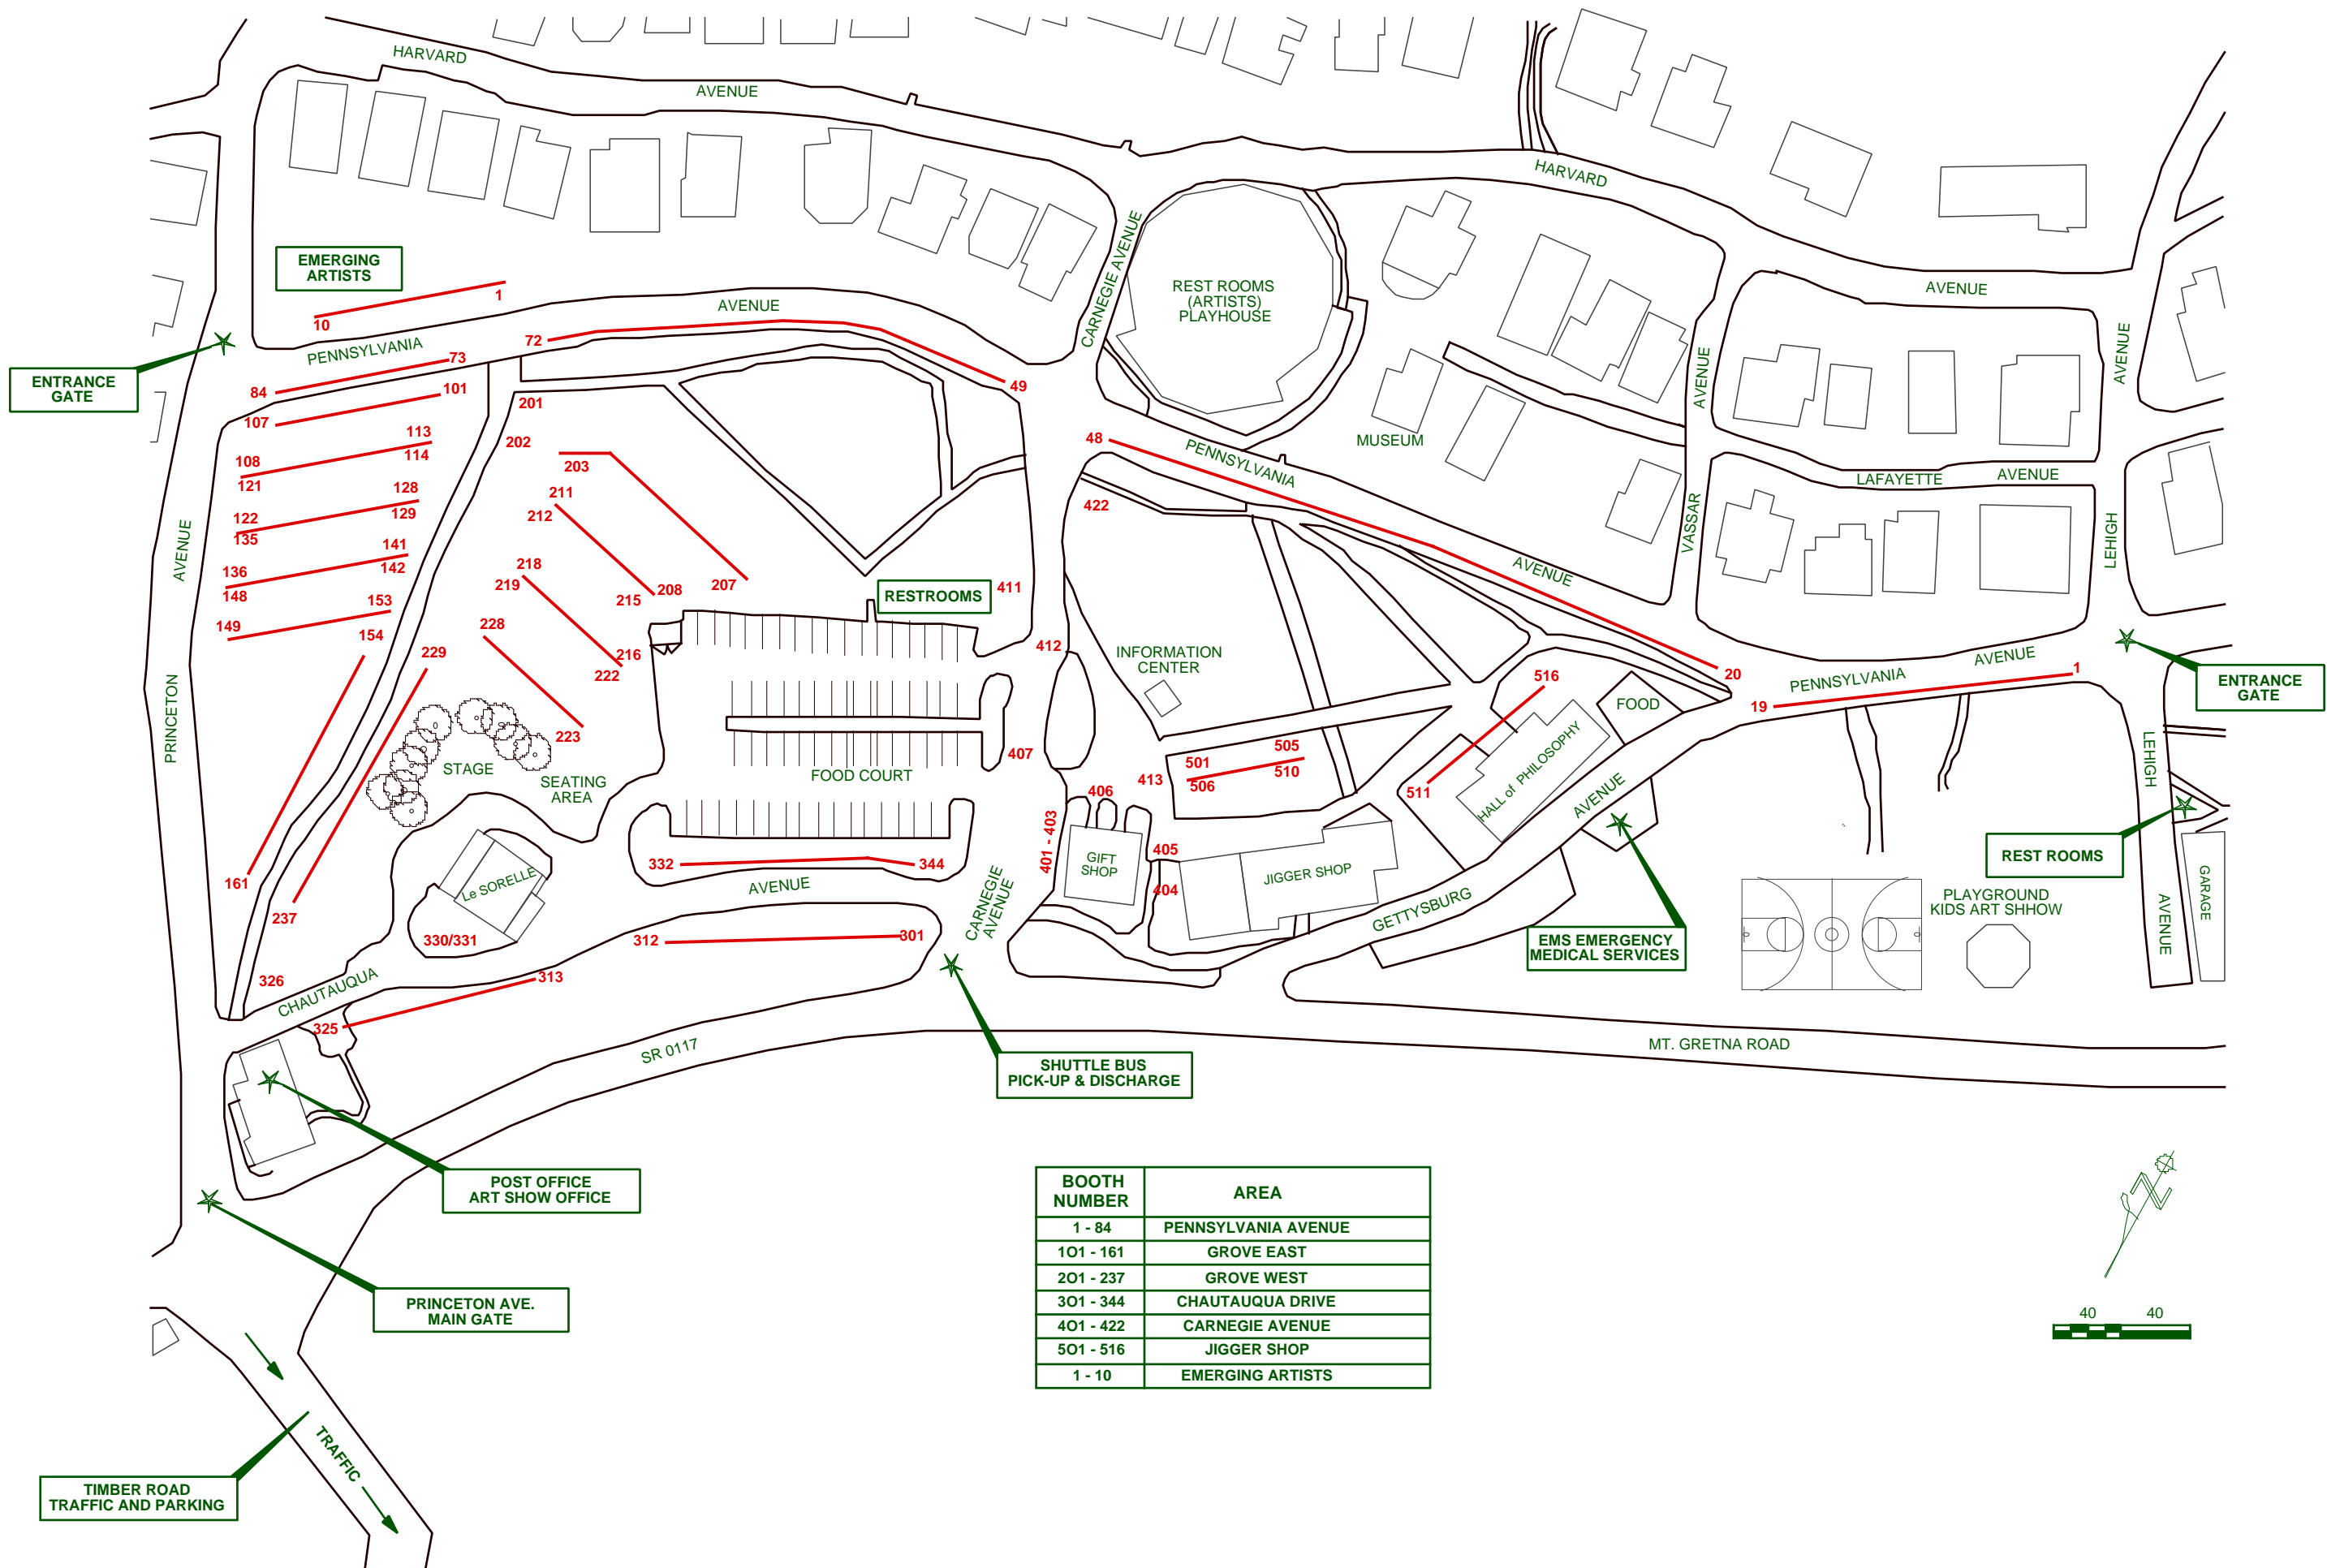 HARVARD
AVENUE
HARVARD
AVENUE
EMERGING
ARTISTS
1
10
PENNSYLVANIA
AVENUE
CARNEGIE AVENUE
REST ROOMS
(ARTISTS)
PLAYHOUSE
ENTRANCE
GATE
72
73
84
49
101
107
201
202
203
113
114
108
121
128
129
122
135
141
142
136
148
153
149
154
161
211
212
218
219
228
229
215
208
207
216
222
223
237
AVENUE
PRINCETON
48
PENNSYLVANIA
AVENUE
MUSEUM
422
AVENUE
VASSAR
LAFAYETTE
AVENUE
AVENUE
LEHIGH
RESTROOMS
411
412
INFORMATION
CENTER
407
413
406
501
505
506
510
516
511
20
19
1
PENNSYLVANIA
AVENUE
FOOD
HALL of PHILOSOPHY
ENTRANCE
GATE
STAGE
SEATING
AREA
FOOD COURT
332
344
AVENUE
401 - 403
405
404
GIFT
SHOP
JIGGER SHOP
GETTYSBURG
AVENUE
CARNEGIE
AVENUE
Le SORELLE
330/331
312
301
313
326
325
CHAUTAUQUA
LEHIGH
AVENUE
REST ROOMS
GARAGE
PLAYGROUND
KIDS ART SHHOW
EMS EMERGENCY
MEDICAL SERVICES
SR 0117
MT. GRETNA ROAD
SHUTTLE BUS
PICK-UP & DISCHARGE
POST OFFICE
ART SHOW OFFICE
PRINCETON AVE.
MAIN GATE
TRAFFIC
TIMBER ROAD
TRAFFIC AND PARKING
BOOTH NUMBER AREA
1 - 84 PENNSYLVANIA AVENUE
1O1 - 161 GROVE EAST
2O1 - 237 GROVE WEST
3O1 - 344 CHAUTAUQUA DRIVE
4O1 - 422 CARNEGIE AVENUE
5O1 - 516 JIGGER SHOP
1 - 10 EMERGING ARTISTS
N
40 40